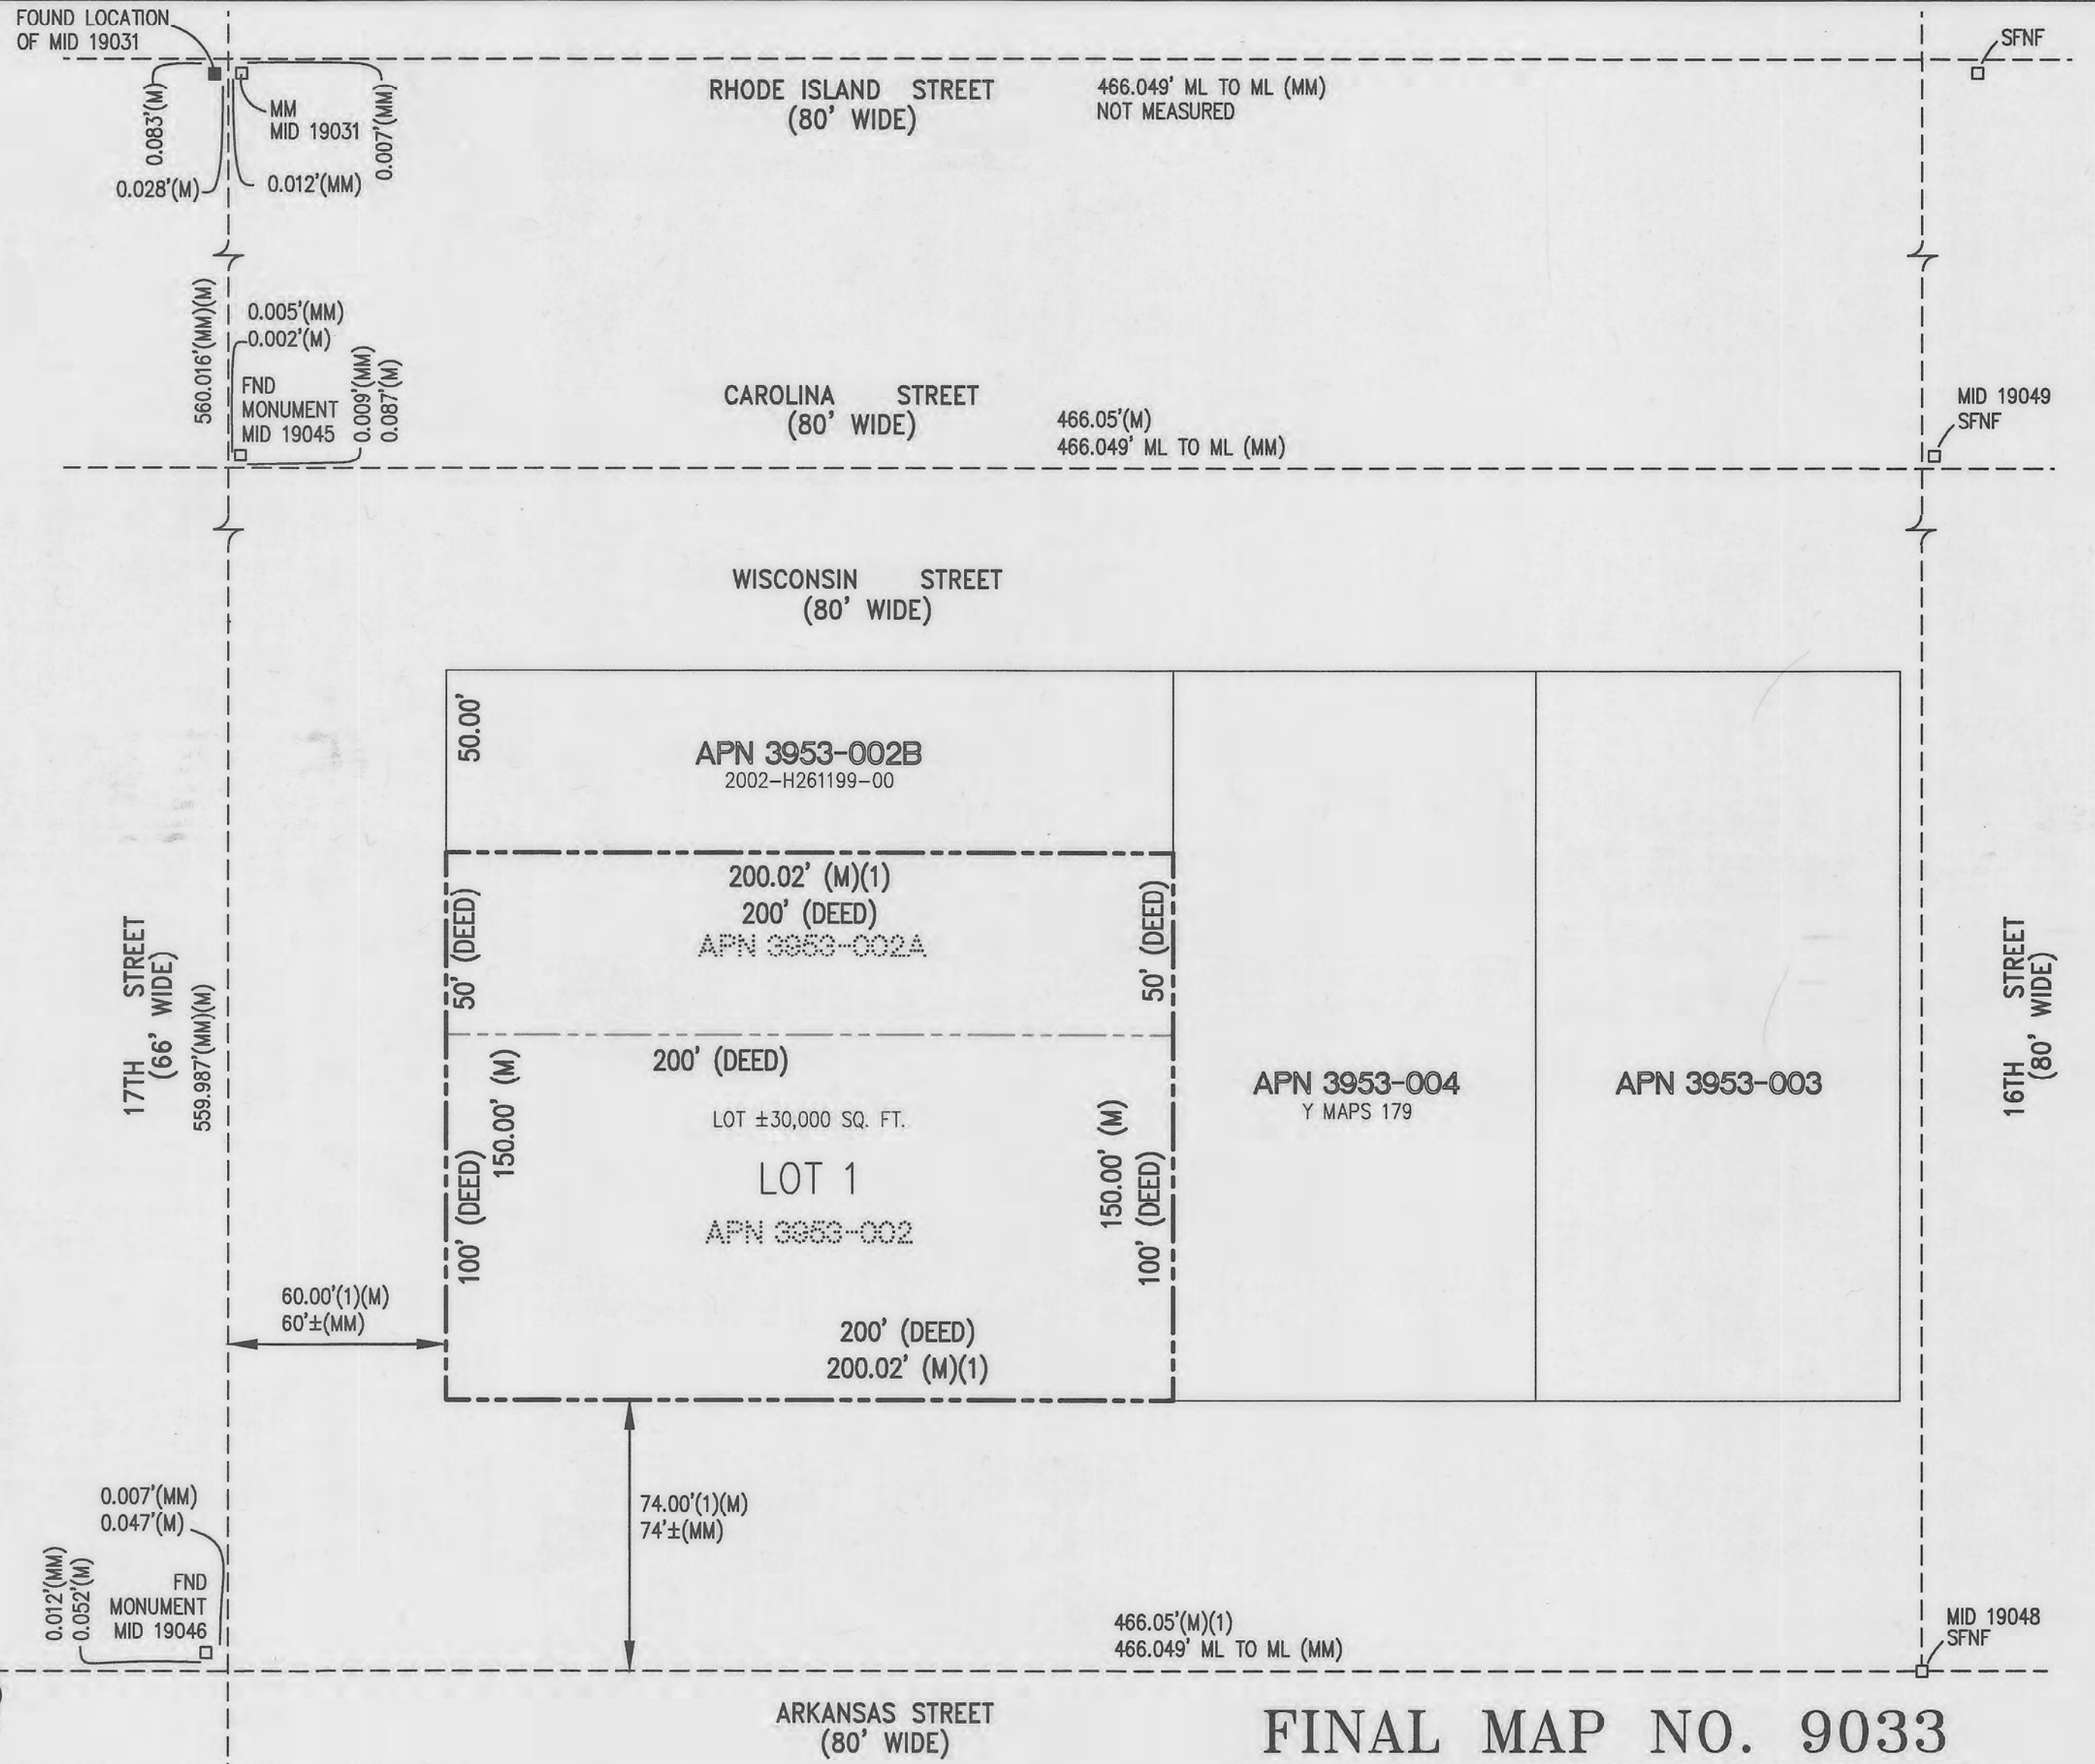 FOUND LOCATION
OF MID 19031
0.083'(M)
0.028'(M)
MM
MID 19031
0.007'(MM)
0.012'(MM)
RHODE ISLAND STREET
(80' WIDE)
466.049' ML TO ML (MM)
NOT MEASURED
SFNF
560.016'(MM)(M)
0.005'(MM)
0.002'(M)
FND
MONUMENT
MID 19045
0.009'(MM)
0.087'(M)
CAROLINA STREET
(80' WIDE)
466.05'(M)
466.049' ML TO ML (MM)
MID 19049
SFNF
WISCONSIN STREET
(80' WIDE)
50.00'
APN 3953-002B
2002-H261199-00
200.02' (M)(1)
200' (DEED)
APN 3953-002A
50' (DEED)
50' (DEED)
17TH STREET
(66' WIDE)
559.987'(MM)(M)
200' (DEED)
150.00' (M)
100' (DEED)
LOT ±30,000 SQ. FT.
LOT 1
APN 3953-002
150.00' (M)
100' (DEED)
APN 3953-004
Y MAPS 179
APN 3953-003
16TH STREET
(80' WIDE)
60.00'(1)(M)
60'±(MM)
200' (DEED)
200.02' (M)(1)
74.00'(1)(M)
74'±(MM)
0.007'(MM)
0.047'(M)
0.012'(MM)
0.052'(M)
FND
MONUMENT
MID 19046
466.05'(M)(1)
466.049' ML TO ML (MM)
MID 19048
SFNF
ARKANSAS STREET
(80' WIDE)
FINAL MAP NO. 9033